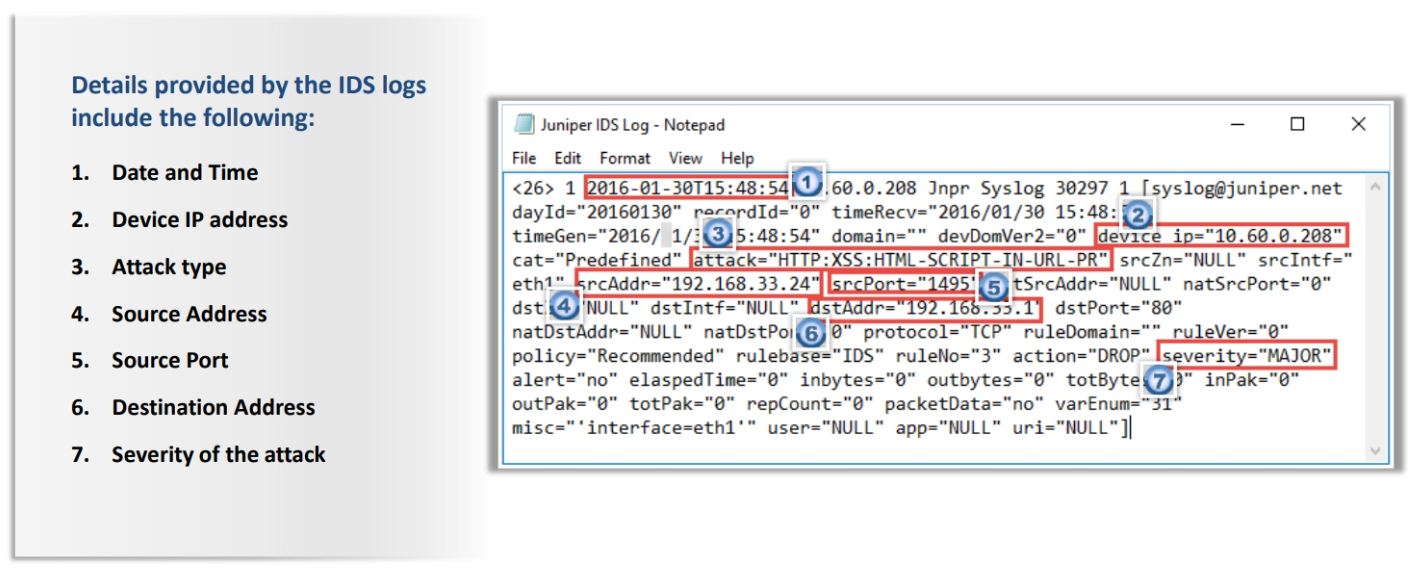 Details provided by the IDS logs
include the following:
1. Date and Time
2. Device IP address
3. Attack type
4. Source Address
5. Source Port
6. Destination Address
7. Severity of the attack
Juniper IDS Log - Notepad
File Edit Format View Help
<26> 1 2016-01-30T15:48:54 1 .60.0.208 Jnpr Syslog 30297 1 [syslog@juniper.net
dayId="20160130" recordId="0" timeRecv="2016/01/30 15:48: 2
timeGen="2016/ 1/3 3 5:48:54" domain="" devDomVer2="0" device_ip="10.60.0.208"
cat="Predefined" attack="HTTP:XSS:HTML-SCRIPT-IN-URL-PR" srcZn="NULL" srcIntf="
eth1" srcAddr="192.168.33.24" srcPort="1495" 5 tSrcAddr="NULL" natSrcPort="0"
dst 4 "NULL" dstIntf="NULL" dstAddr="192.168.33.1" dstPort="80"
natDstAddr="NULL" natDstPo 6 0" protocol="TCP" ruleDomain="" ruleVer="0"
policy="Recommended" rulebase="IDS" ruleNo="3" action="DROP" severity="MAJOR"
alert="no" elaspedTime="0" inbytes="0" outbytes="0" totByte 7 0" inPak="0"
outPak="0" totPak="0" repCount="0" packetData="no" varEnum="31"
misc="'interface=eth1'" user="NULL" app="NULL" uri="NULL"]